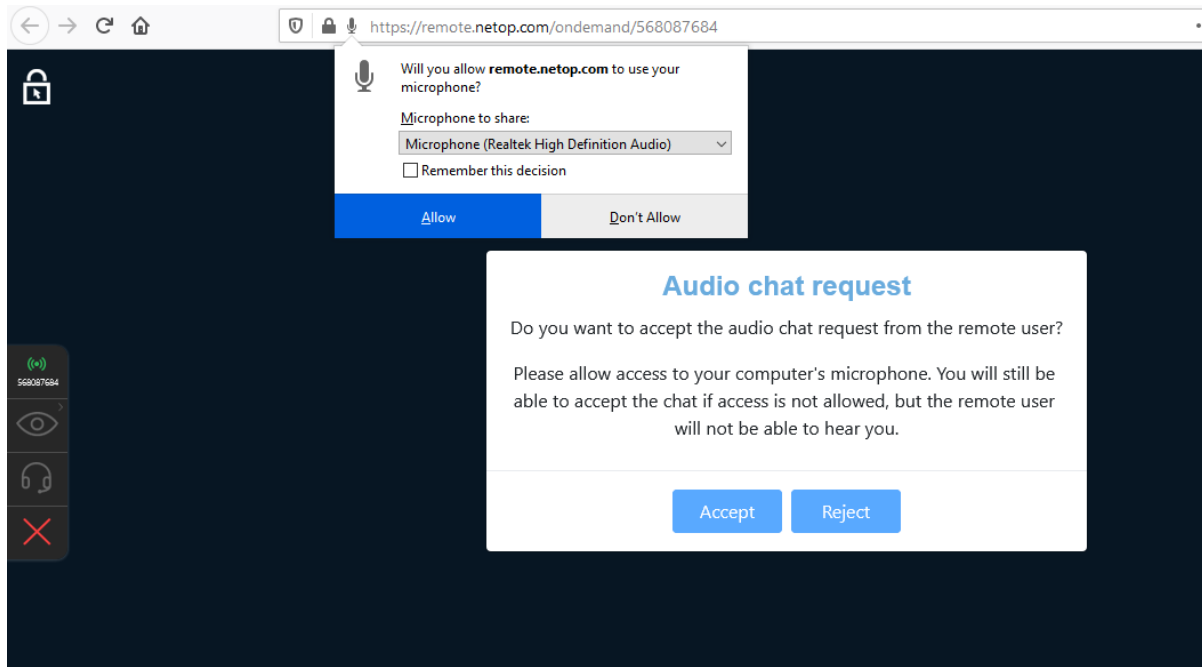 https://remote.netop.com/ondemand/568087684
Will you allow remote.netop.com to use your
microphone?
Microphone to share:
Microphone (Realtek High Definition Audio)
Remember this decision
Allow
Don't Allow
Audio chat request
Do you want to accept the audio chat request from the remote user?
Please allow access to your computer's microphone. You will still be
able to accept the chat if access is not allowed, but the remote user
will not be able to hear you.
568087684
Accept
Reject